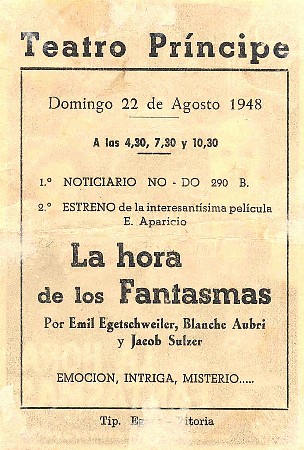 Teatro Príncipe
Domingo 22 de Agosto 1948
A las 4,30, 7,30 y 10,30
1.º NOTICIARIO NO - DO 290 B.
2.º ESTRENO de la interesantísima película
E. Aparicio
La hora
de los Fantasmas
Por Emil Egetschweiler, Blanche Aubri
y Jacob Sulzer
EMOCION, INTRIGA, MISTERIO.....
Tip.